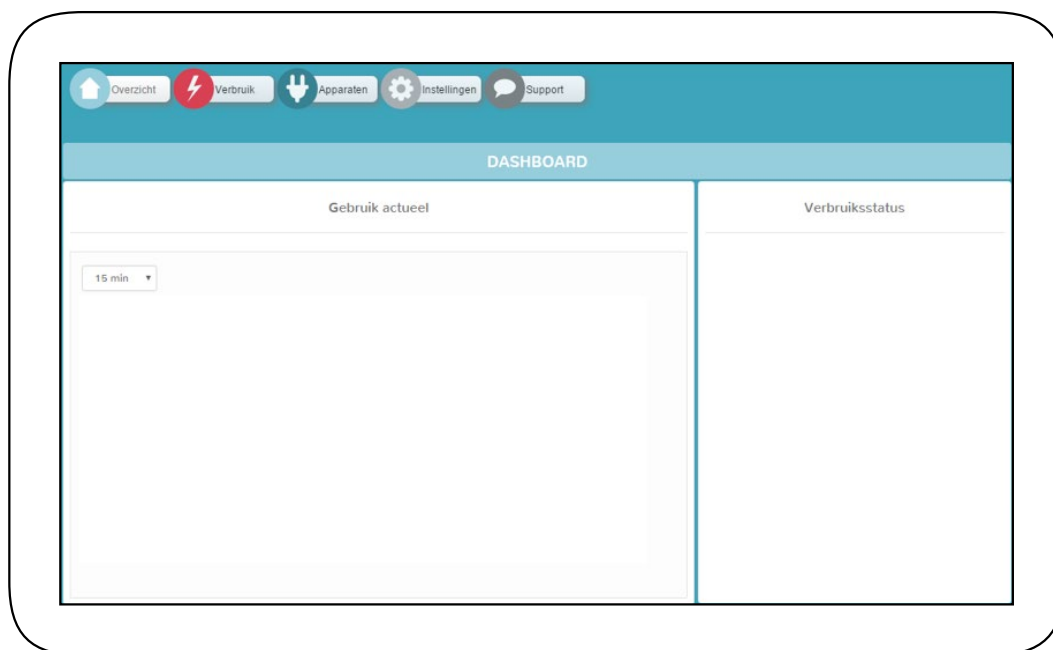 Overzicht Verbruik Apparaten Instellingen Support
DASHBOARD
Gebruik actueel
Verbruiksstatus
15 min